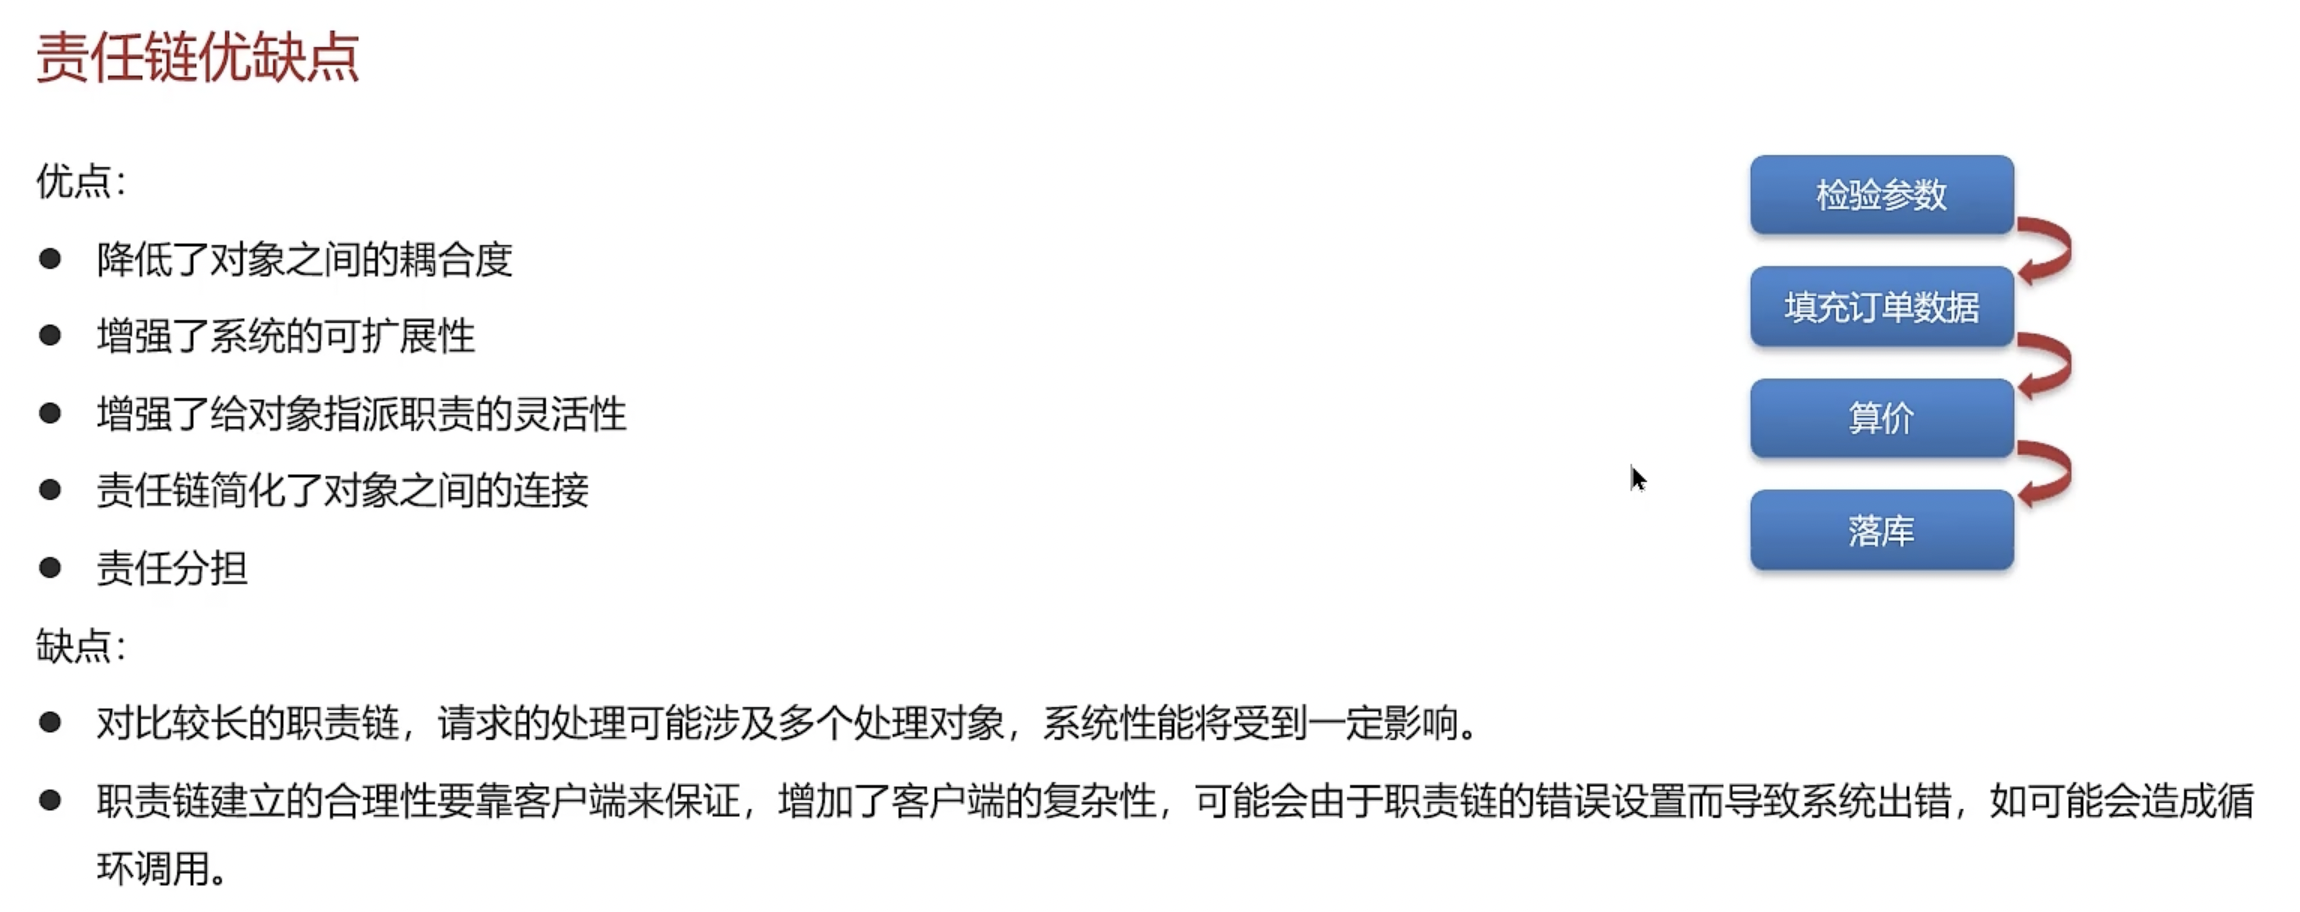 责任链优缺点
优点：
● 降低了对象之间的耦合度
● 增强了系统的可扩展性
● 增强了给对象指派职责的灵活性
● 责任链简化了对象之间的连接
● 责任分担
缺点：
● 对比较长的职责链，请求的处理可能涉及多个处理对象，系统性能将受到一定影响。
● 职责链建立的合理性要靠客户端来保证，增加了客户端的复杂性，可能会由于职责链的错误设置而导致系统出错，如可能会造成循
环调用。
检验参数
填充订单数据
算价
落库